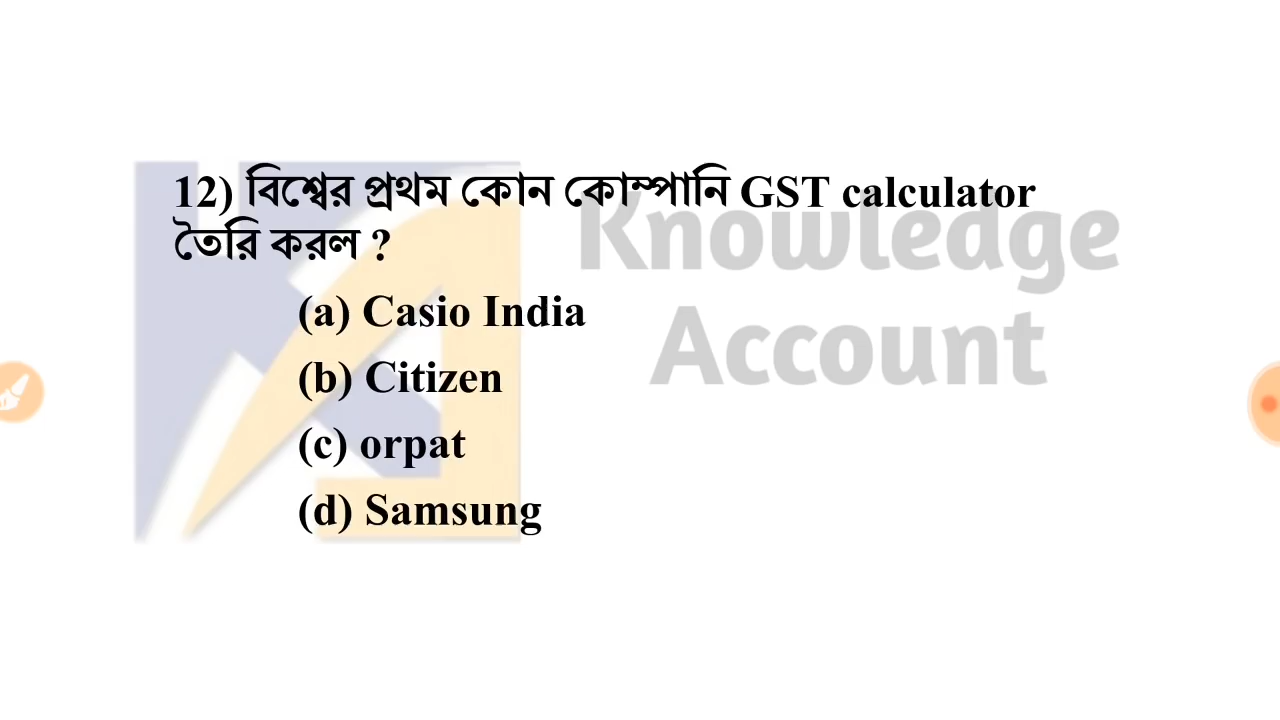 12) বিশ্বের প্রথম কোন কোম্পানি GST calculator
তৈরি করল ?
(a) Casio India
(b) Citizen
(c) orpat
(d) Samsung
Knowledge
Account